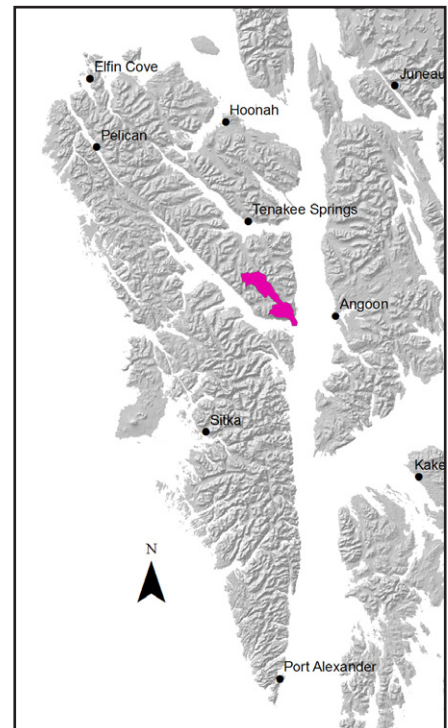 Elfin Cove
Juneau
Hoonah
Pelican
Tenakee Springs
Angoon
Sitka
Kake
N
Port Alexander